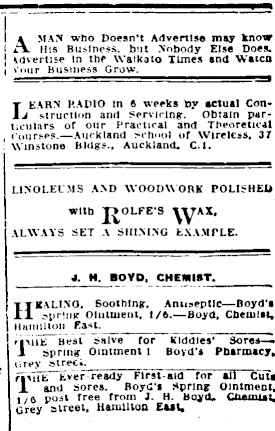 A MAN who Doesn't Advertise may know
His Business, but Nobody Else Does.
Advertise in the Waikato Times and Watch
Your Business Grow.
LEARN RADIO in 6 weeks by actual Con-
struction and Servicing. Obtain par-
ticulars of our Practical and Theoretical
Courses.—Auckland School of Wireless, 37
Winstone Bldgs., Auckland, C.1.
LINOLEUMS AND WOODWORK POLISHED
with ROLFE'S WAX,
ALWAYS SET A SHINING EXAMPLE.
J. H. BOYD, CHEMIST.
HEALING, Soothing, Antiseptic—Boyd's
Spring Ointment, 1/6.—Boyd, Chemist,
Hamilton East.
THE Best Salve for Kiddies' Sores—
Spring Ointment! Boyd's Pharmacy,
Grey Street.
THE Ever-ready First-aid for all Cuts
and Sores. Boyd's Spring Ointment,
1/6 post free from J. H. Boyd, Chemist,
Grey Street, Hamilton East.